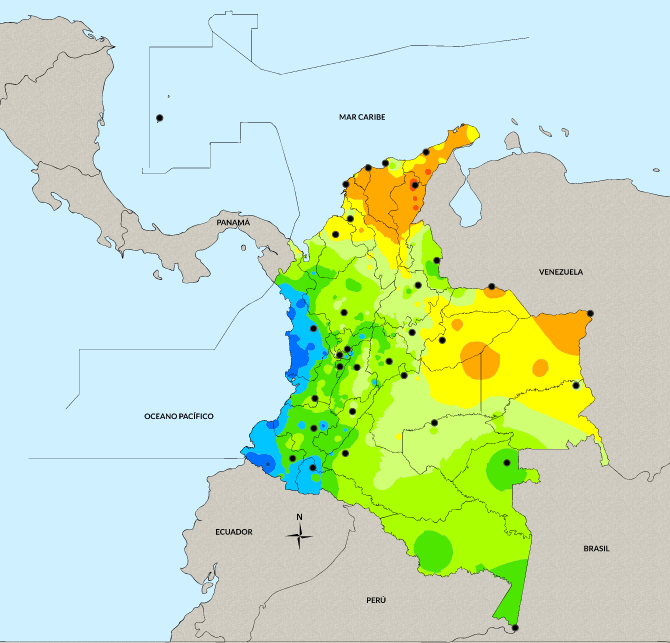 MAR CARIBE
PANAMÁ
VENEZUELA
OCEANO PACÍFICO
N
ECUADOR
BRASIL
PERÚ